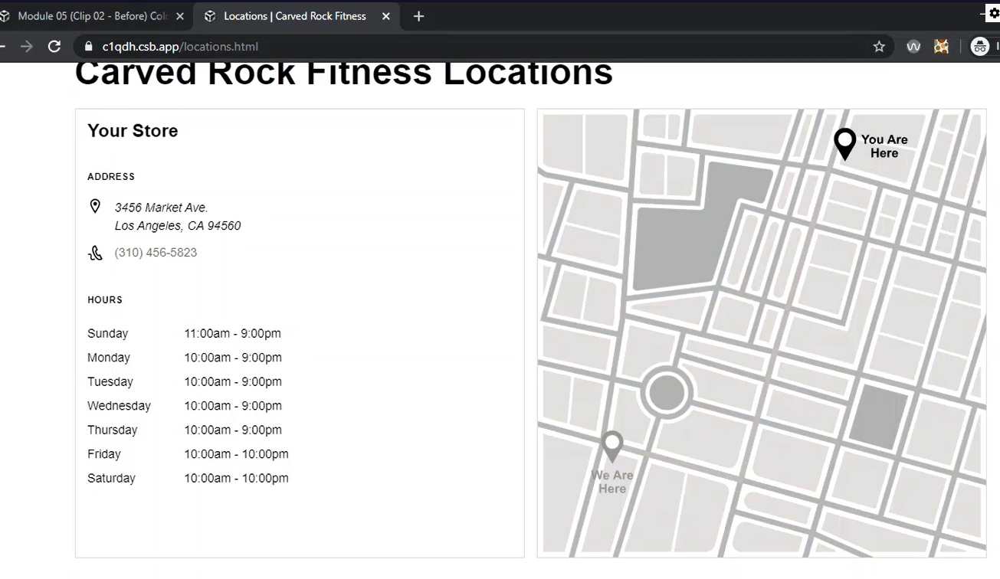 Module 05 (Clip 02 - Before) Colo
Locations | Carved Rock Fitness
c1qdh.csb.app/locations.html
Carved Rock Fitness Locations
Your Store
ADDRESS
3456 Market Ave.
Los Angeles, CA 94560
(310) 456-5823
HOURS
Sunday 11:00am - 9:00pm
Monday 10:00am - 9:00pm
Tuesday 10:00am - 9:00pm
Wednesday 10:00am - 9:00pm
Thursday 10:00am - 9:00pm
Friday 10:00am - 10:00pm
Saturday 10:00am - 10:00pm
You Are
Here
We Are
Here